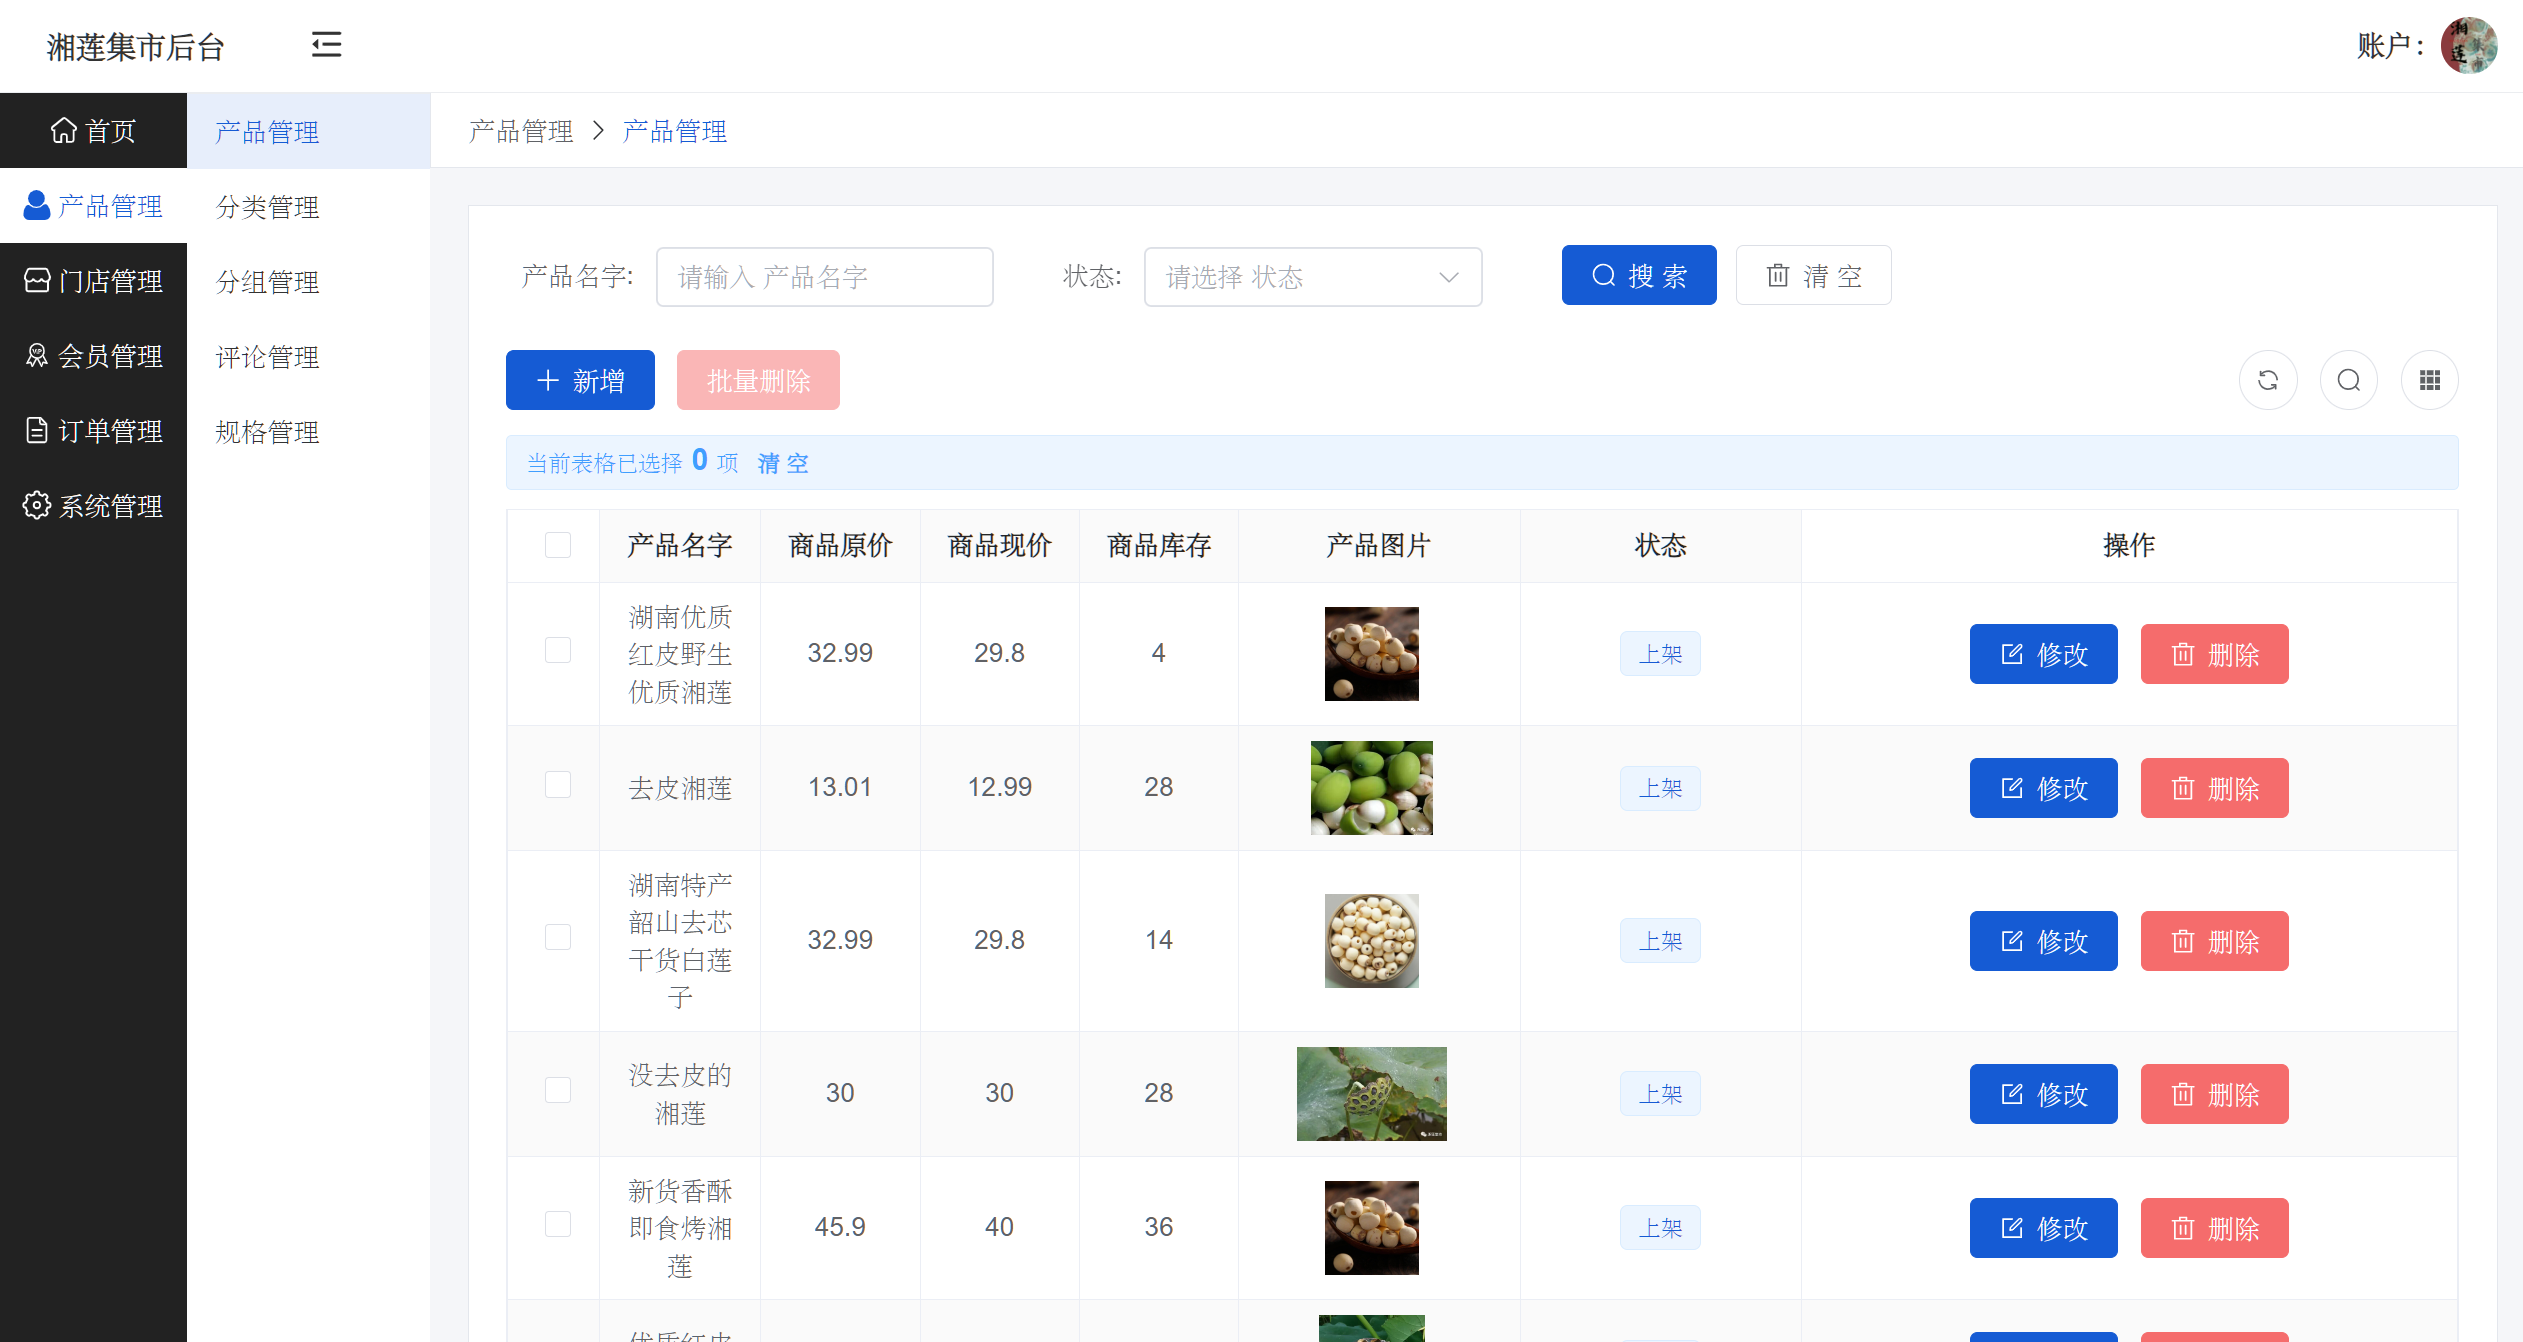 湘莲集市后台
账户：
首页
产品管理
门店管理
会员管理
订单管理
系统管理
产品管理
分类管理
分组管理
评论管理
规格管理
产品管理 > 产品管理
产品名字: 请输入 产品名字 状态: 请选择 状态 搜 索 清 空
新增 批量删除
当前表格已选择 0 项 清 空
产品名字 商品原价 商品现价 商品库存 产品图片 状态 操作
湖南优质
红皮野生
优质湘莲
32.99 29.8 4 上架 修改 删除
去皮湘莲 13.01 12.99 28 上架 修改 删除
湖南特产
韶山去芯
干货白莲
子
32.99 29.8 14 上架 修改 删除
没去皮的
湘莲
30 30 28 上架 修改 删除
新货香酥
即食烤湘
莲
45.9 40 36 上架 修改 删除